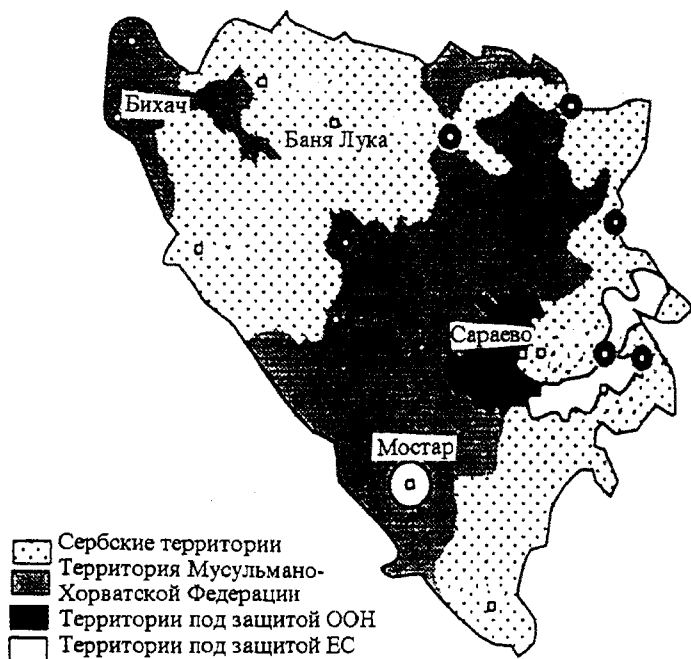 Бихач
Баня Лука
Сараево
Мостар
Сербские территории
Территория Мусульмано-
Хорватской Федерации
Территории под защитой ООН
Территории под защитой ЕС